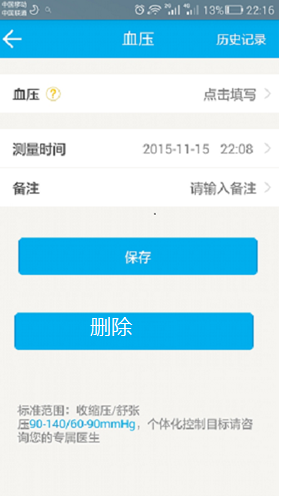 中国移动
中国联通 13% 22:16
血压 历史记录
血压 ? 点击填写
测量时间 2015-11-15 22:08
备注 请输入备注
保存
删除
标准范围：收缩压/舒张
压90-140/60-90mmHg，个体化控制目标请咨
询您的专属医生